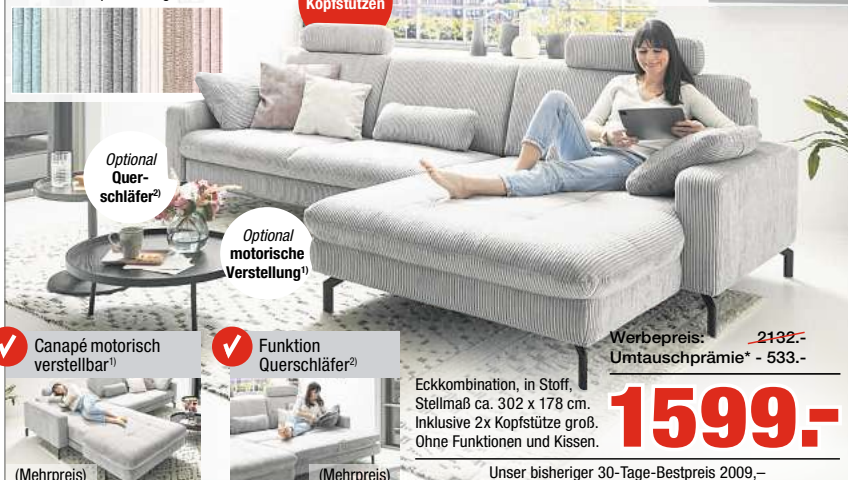 Kopfstützen
Optional
Quer-
schläfer²⁾
Optional
motorische
Verstellung¹⁾
Canapé motorisch
verstellbar¹⁾
(Mehrpreis)
Funktion
Querschläfer²⁾
(Mehrpreis)
Eckkombination, in Stoff,
Stellmaß ca. 302 x 178 cm.
Inklusive 2x Kopfstütze groß.
Ohne Funktionen und Kissen.
Werbepreis: 2132.-
Umtauschprämie* - 533.-
1599.-
Unser bisheriger 30-Tage-Bestpreis 2009,–